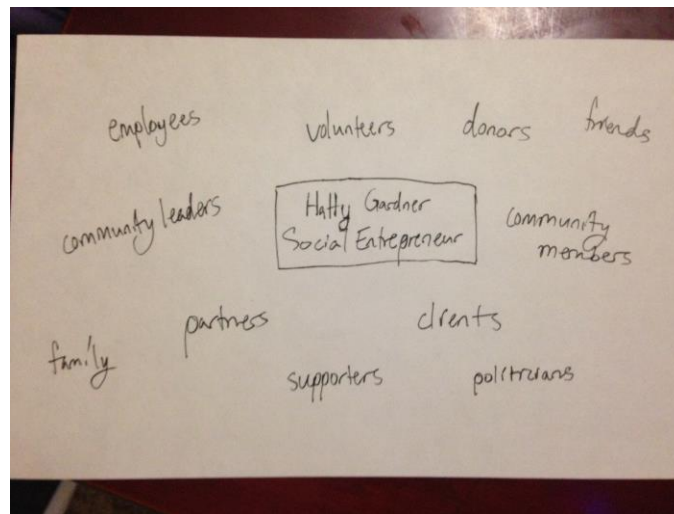 employees volunteers donors friends
community leaders
Hatty Gardner
Social Entrepreneur
community
members
partners clients
family
supporters politicians